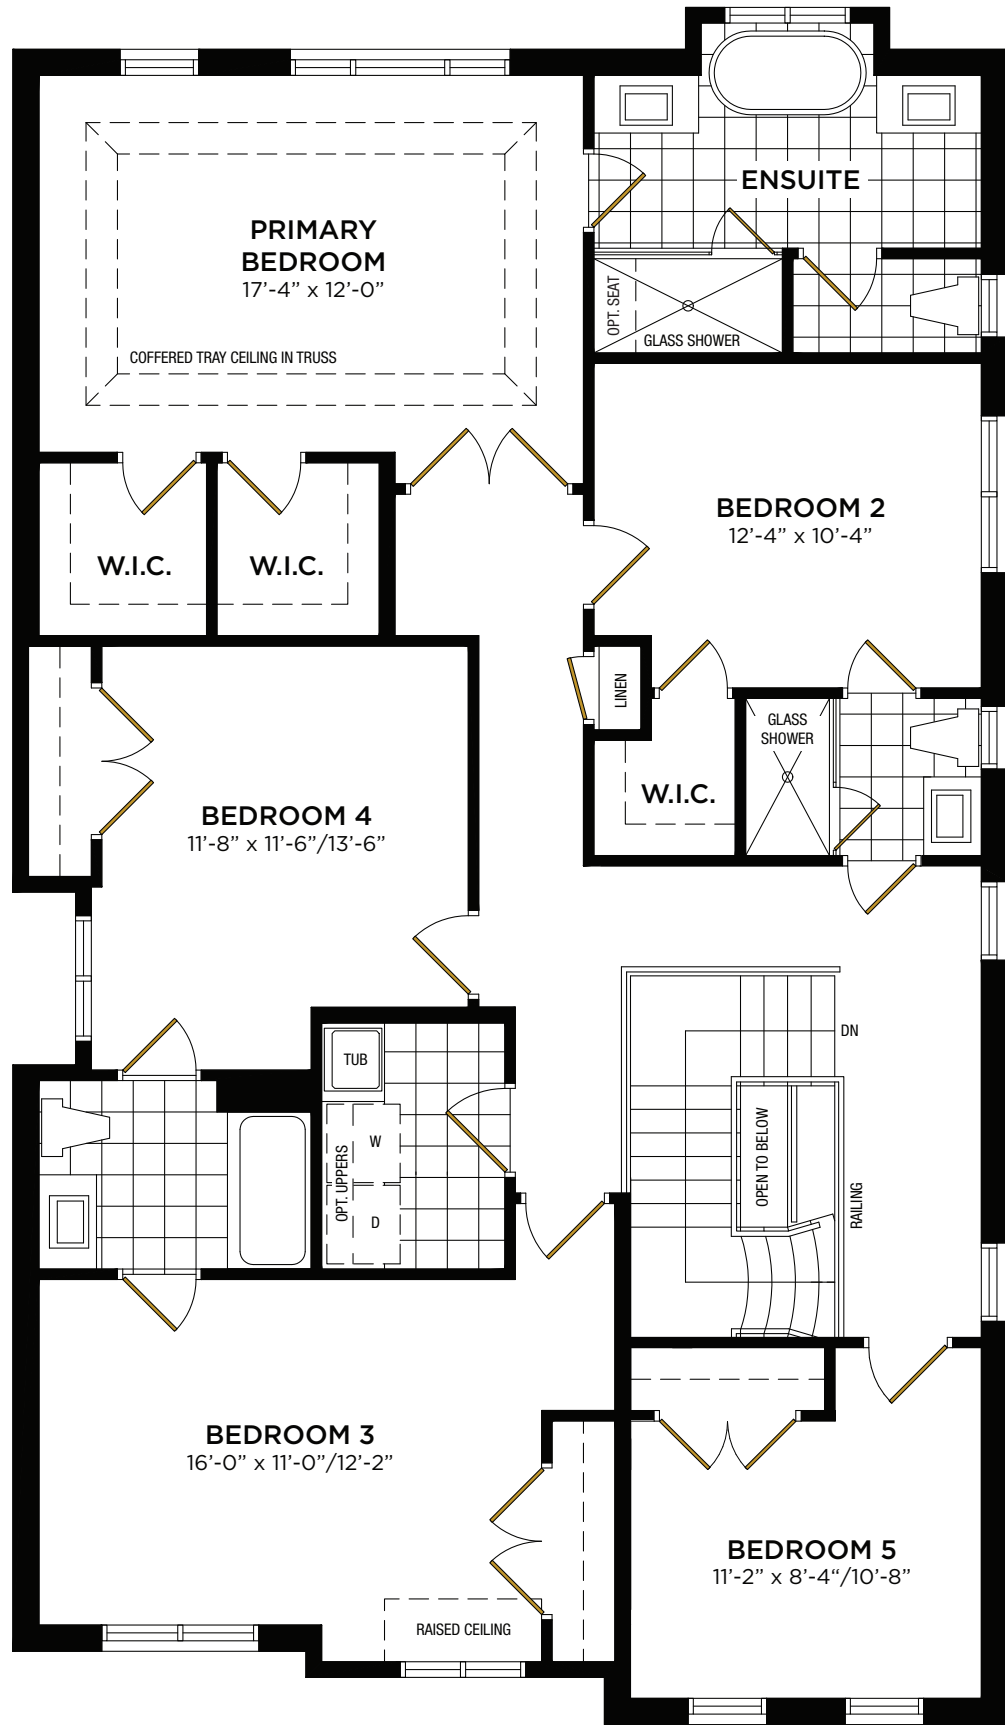 ENSUITE
PRIMARY
BEDROOM
17'-4” x 12'-0”
COFFERED TRAY CEILING IN TRUSS
OPT. SEAT
GLASS SHOWER
BEDROOM 2
12'-4” x 10'-4”
W.I.C.
W.I.C.
LINEN
GLASS
SHOWER
W.I.C.
BEDROOM 4
11'-8” x 11'-6”/13'-6”
DN
TUB
OPEN TO BELOW
W
OPT. UPPERS
D
RAILING
BEDROOM 3
16'-0” x 11'-0”/12'-2”
BEDROOM 5
11'-2” x 8'-4“/10'-8”
RAISED CEILING